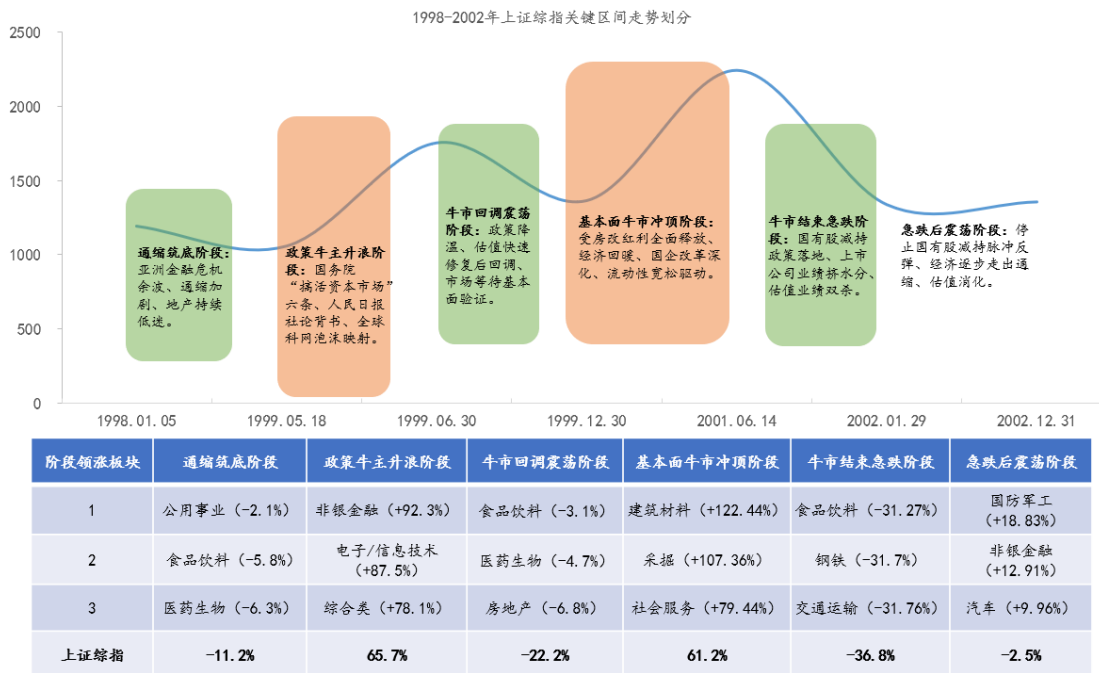 1998-2002年上证综指关键区间走势划分
2500
2000
1500
1000
500
0
通缩筑底阶段：
亚洲金融危机
余波、通缩加
剧、地产持续
低迷。
政策牛主升浪阶
段：国务院
“搞活资本市场”
六条、人民日报
社论背书、全球
科网泡沫映射。
牛市回调震荡
阶段：政策降
温、估值快速
修复后回调、
市场等待基本
面验证。
基本面牛市冲顶阶段：
受房改红利全面释放、
经济回暖、国企改革深
化、流动性宽松驱动。
牛市结束急跌阶
段：国有股减持
政策落地、上市
公司业绩挤水分、
估值业绩双杀。
急跌后震荡阶段：停
止国有股减持脉冲反
弹、经济逐步走出通
缩、估值消化。
1998.01.05 1999.05.18 1999.06.30 1999.12.30 2001.06.14 2002.01.29 2002.12.31
阶段领涨板块 通缩筑底阶段 政策牛主升浪阶段 牛市回调震荡阶段 基本面牛市冲顶阶段 牛市结束急跌阶段 急跌后震荡阶段
1 公用事业（-2.1%） 非银金融（+92.3%） 食品饮料（-3.1%） 建筑材料（+122.44%） 食品饮料（-31.27%） 国防军工
（+18.83%）
2 食品饮料（-5.8%） 电子/信息技术
（+87.5%） 医药生物（-4.7%） 采掘（+107.36%） 钢铁（-31.7%） 非银金融
（+12.91%）
3 医药生物（-6.3%） 综合类（+78.1%） 房地产（-6.8%） 社会服务（+79.44%） 交通运输（-31.76%） 汽车（+9.96%）
上证综指 -11.2% 65.7% -22.2% 61.2% -36.8% -2.5%